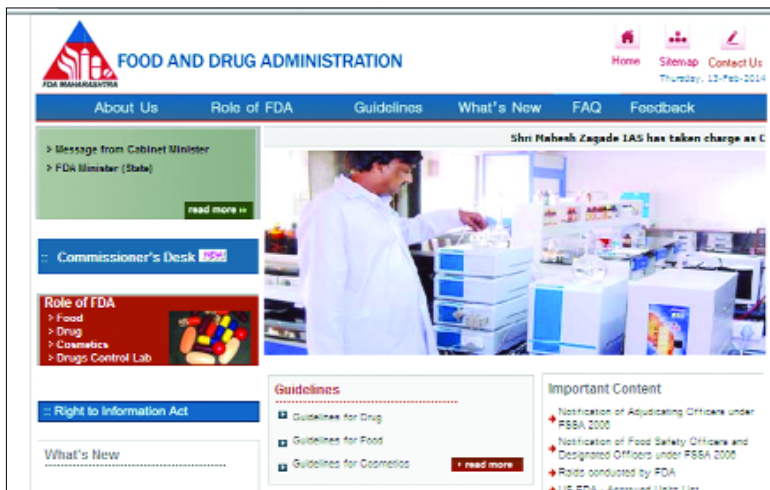 FDA MAHARASHTRA
FOOD AND DRUG ADMINISTRATION
Home Sitemap Contact Us
Thursday, 13-Feb-2014
About Us Role of FDA Guidelines What's New FAQ Feedback
> Message from Cabinet Minister
> FDA Minister (State)
read more »
Shri Mahesh Zagade IAS has taken charge as C
:: Commissioner's Desk NEW!
Role of FDA
> Food
> Drug
> Cosmetics
> Drugs Control Lab
:: Right to Information Act
What's New
Guidelines
Guidelines for Drug
Guidelines for Food
Guidelines for Cosmetics
read more
Important Content
Notification of Adjudicating Officers under
FSSA 2006
Notification of Food Safety Officers and
Designated Officers under FSSA 2006
Raids conducted by FDA
US FDA - Approved Units List